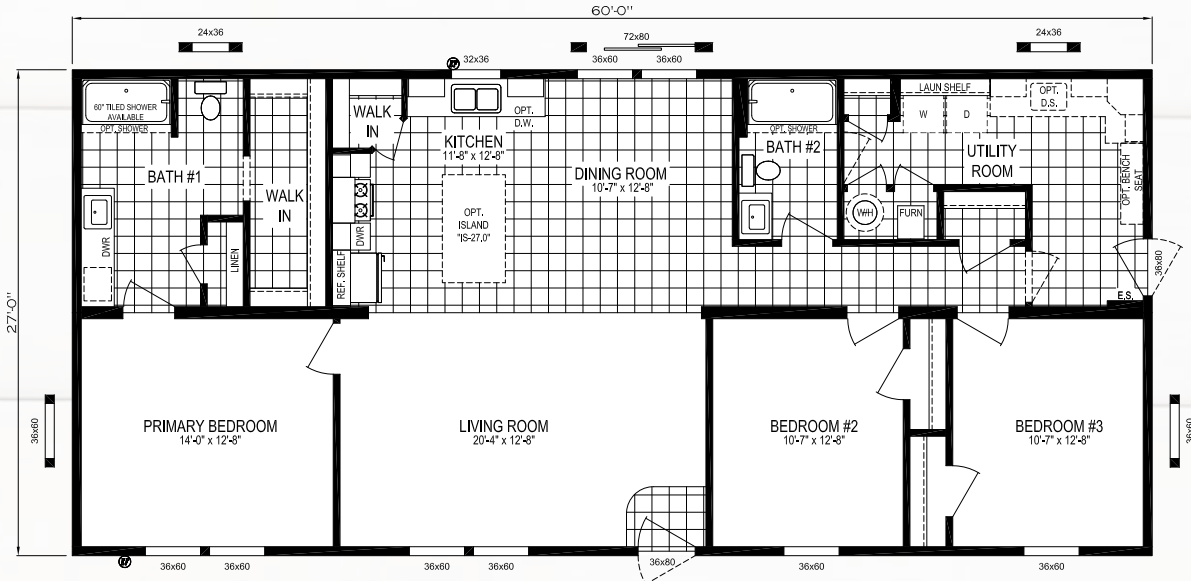 60'-0"
24x36
72x80
24x36
32x36
36x60
36x60
27'-0"
60" TILED SHOWER
AVAILABLE
OPT. SHOWER
BATH #1
WALK
IN
LINEN
DWR
WALK
IN
KITCHEN
11'-8" x 12'-8"
OPT.
D.W.
OPT.
ISLAND
"IS-27.0"
DWR
REF. SHELF
DINING ROOM
10'-7" x 12'-8"
OPT. SHOWER
BATH #2
LAUN SHELF
W
D
OPT.
D.S.
UTILITY
ROOM
OPT. BENCH
SEAT
W/H
FURN
E.S.
36x80
36x60
PRIMARY BEDROOM
14'-0" x 12'-8"
LIVING ROOM
20'-4" x 12'-8"
BEDROOM #2
10'-7" x 12'-8"
BEDROOM #3
10'-7" x 12'-8"
36x60
36x60
36x60
36x60
36x60
36x80
36x60
36x60